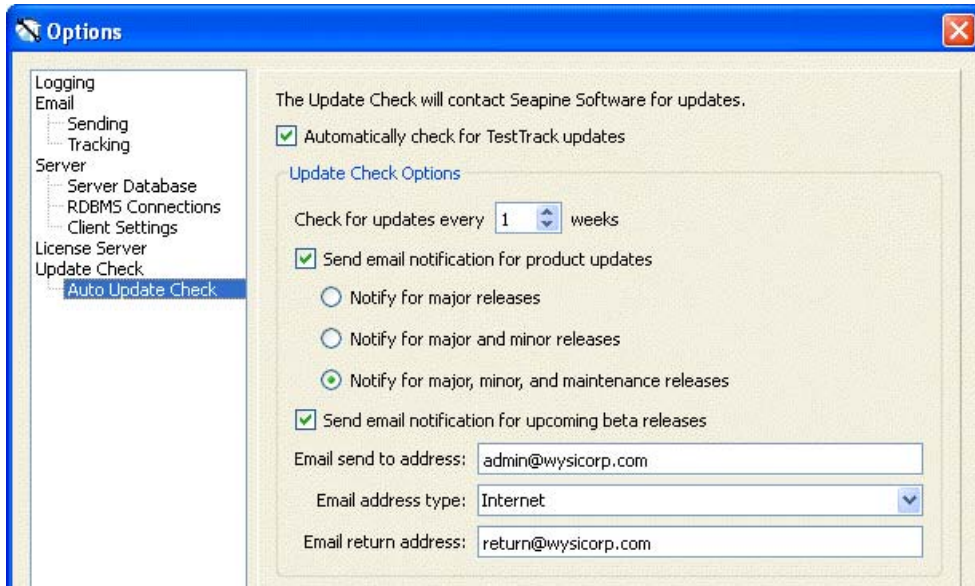 Options
Logging
Email
Sending
Tracking
Server
Server Database
RDBMS Connections
Client Settings
License Server
Update Check
Auto Update Check
The Update Check will contact Seapine Software for updates.
Automatically check for TestTrack updates
Update Check Options
Check for updates every 1 weeks
Send email notification for product updates
Notify for major releases
Notify for major and minor releases
Notify for major, minor, and maintenance releases
Send email notification for upcoming beta releases
Email send to address: admin@wysicorp.com
Email address type: Internet
Email return address: return@wysicorp.com